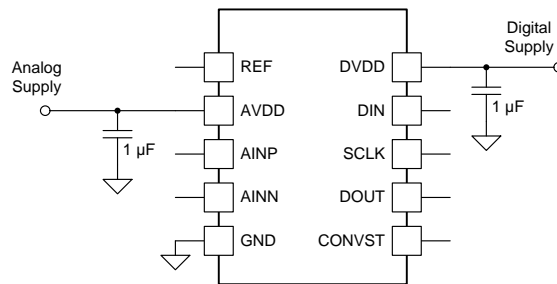 Analog
Supply
1 µF
REF
AVDD
AINP
AINN
GND
DVDD
DIN
SCLK
DOUT
CONVST
Digital
Supply
1 µF